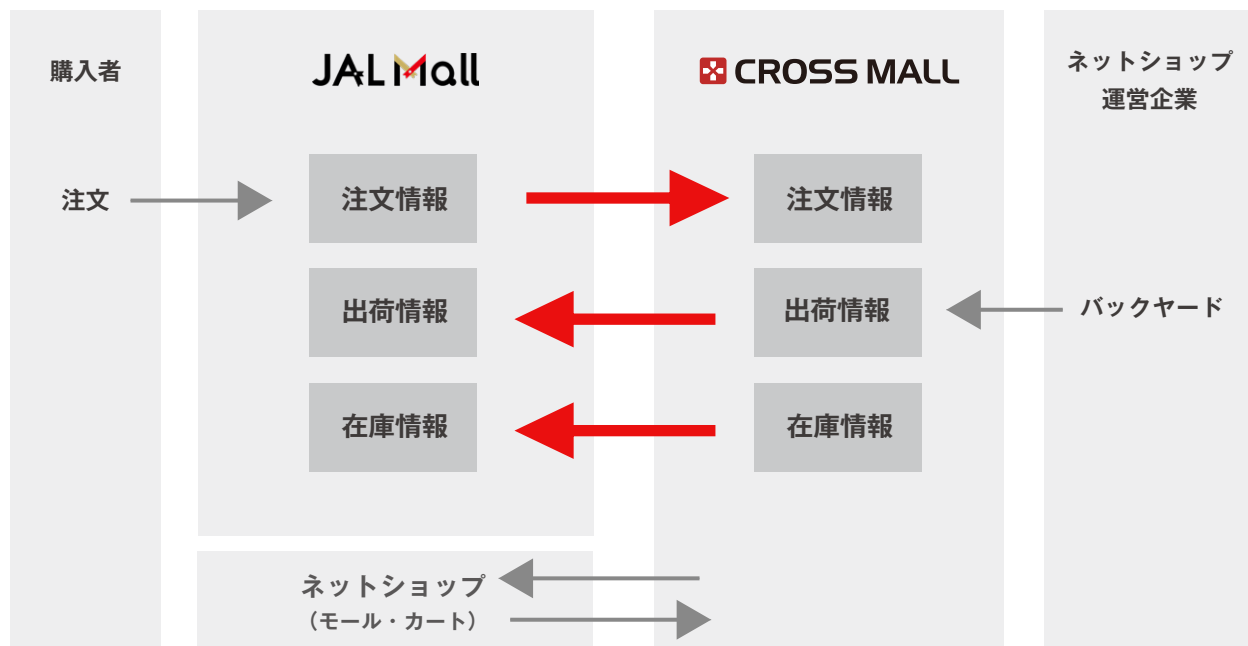 購入者
JAL Mall
CROSS MALL
ネットショップ
運営企業
注文
注文情報
注文情報
出荷情報
出荷情報
バックヤード
在庫情報
在庫情報
ネットショップ
（モール・カート）